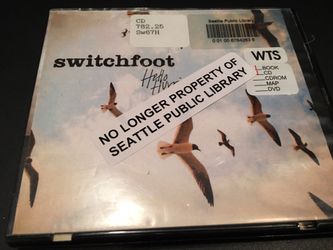 CD
782.25
SW67H
Seattle Public Library
switchfoot
WTS
BOOK
CD
CDROM
MAP
DVD
NO LONGER PROPERTY OF
SEATTLE PUBLIC LIBRARY